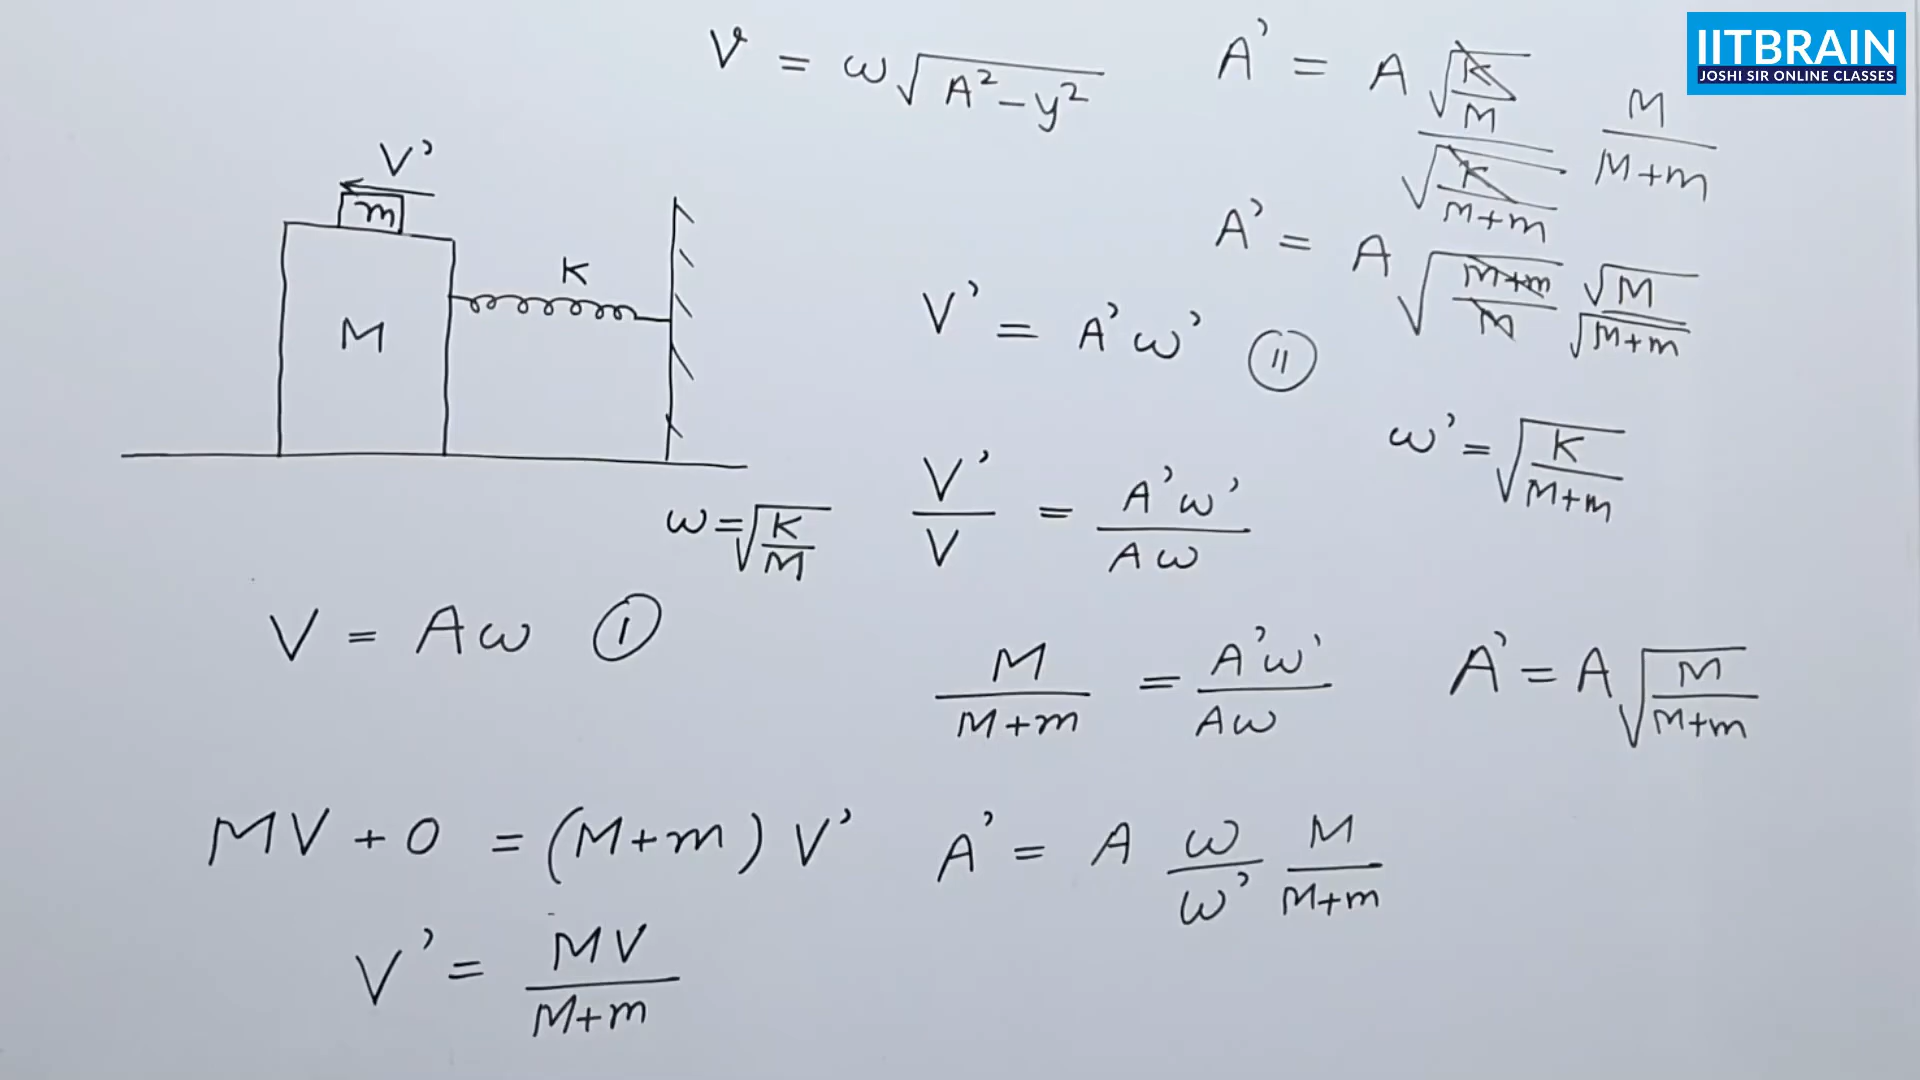 IITBRAIN
JOSHI SIR ONLINE CLASSES
V = ω√(A² - y²)
A' = A √(K/M) / √(K/(M+m)) M/(M+m)
V'
m
M
K
A' = A √((M+m)/M) √M/√(M+m)
V' = A'ω' (II)
ω' = √(K/(M+m))
ω = √(K/M)
V'/V = A'ω'/Aω
V = Aω (I)
M/(M+m) = A'ω'/Aω
A' = A √(M/(M+m))
MV + 0 = (M+m) V'
A' = A ω/ω' M/(M+m)
V' = MV/(M+m)